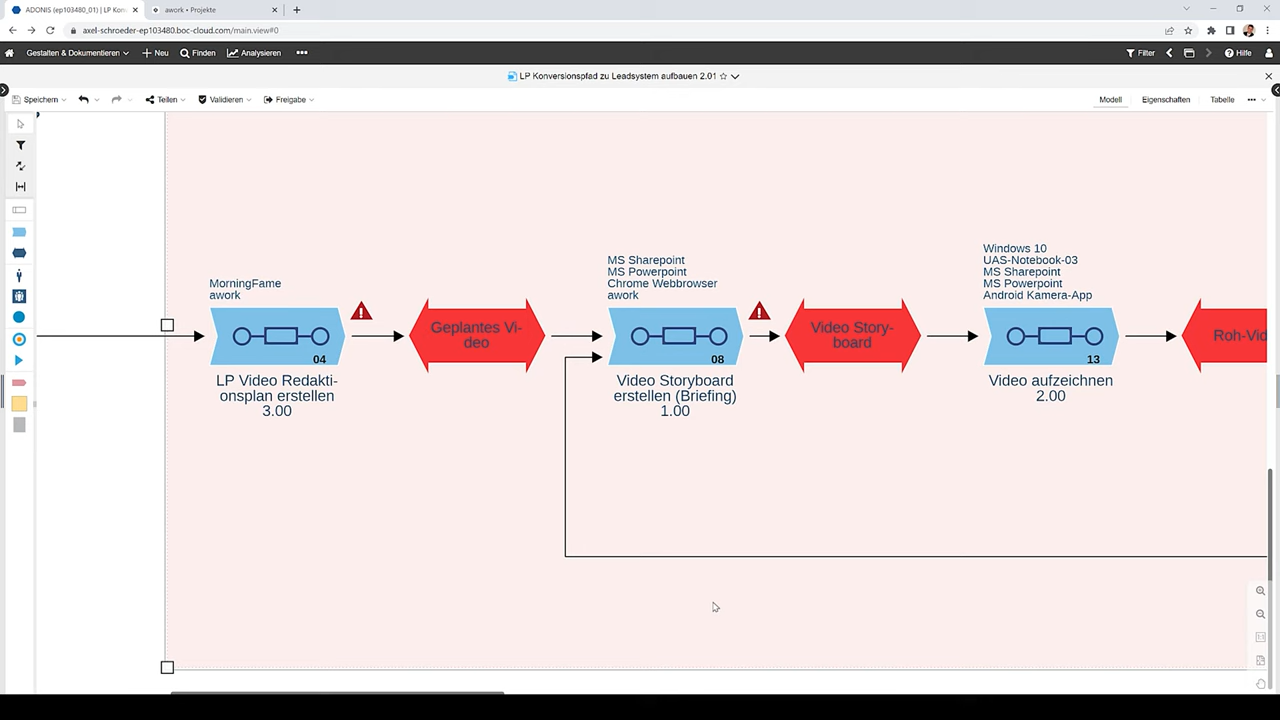 ADONIS (ep103480_01) | LP Kon
awork • Projekte
axel-schroeder-ep103480.boc-cloud.com/main.view#0
Gestalten & Dokumentieren
Neu
Finden
Analysieren
Filter
Hilfe
LP Konversionspfad zu Leadsystem aufbauen 2.01
Speichern
Teilen
Validieren
Freigabe
Modell
Eigenschaften
Tabelle
MorningFame
awork
04
LP Video Redakti-
onsplan erstellen
3.00
Geplantes Vi-
deo
MS Sharepoint
MS Powerpoint
Chrome Webbrowser
awork
08
Video Storyboard
erstellen (Briefing)
1.00
Video Story-
board
Windows 10
UAS-Notebook-03
MS Sharepoint
MS Powerpoint
Android Kamera-App
13
Video aufzeichnen
2.00
Roh-Vid